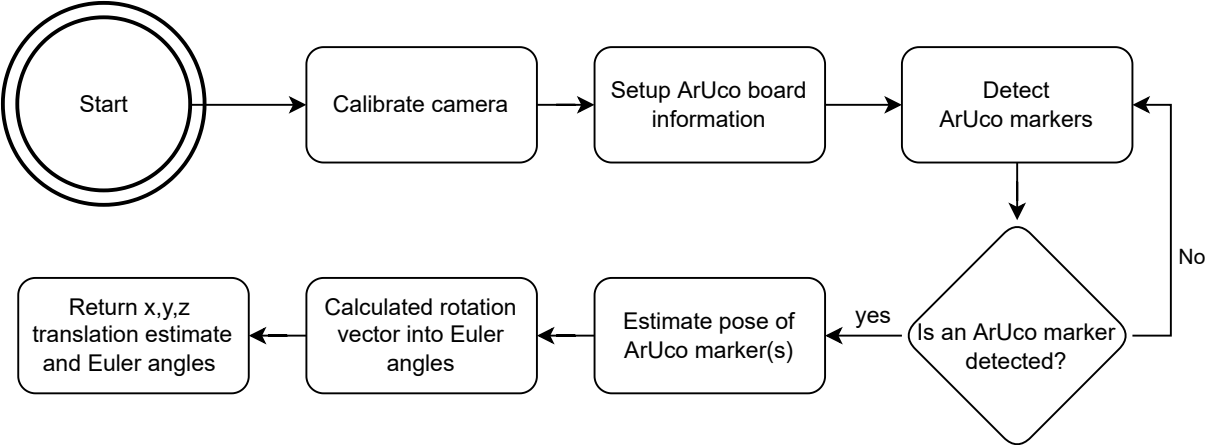 Start
Calibrate camera
Setup ArUco board
information
Detect
ArUco markers
No
Is an ArUco marker
detected?
yes
Estimate pose of
ArUco marker(s)
Calculated rotation
vector into Euler
angles
Return x,y,z
translation estimate
and Euler angles